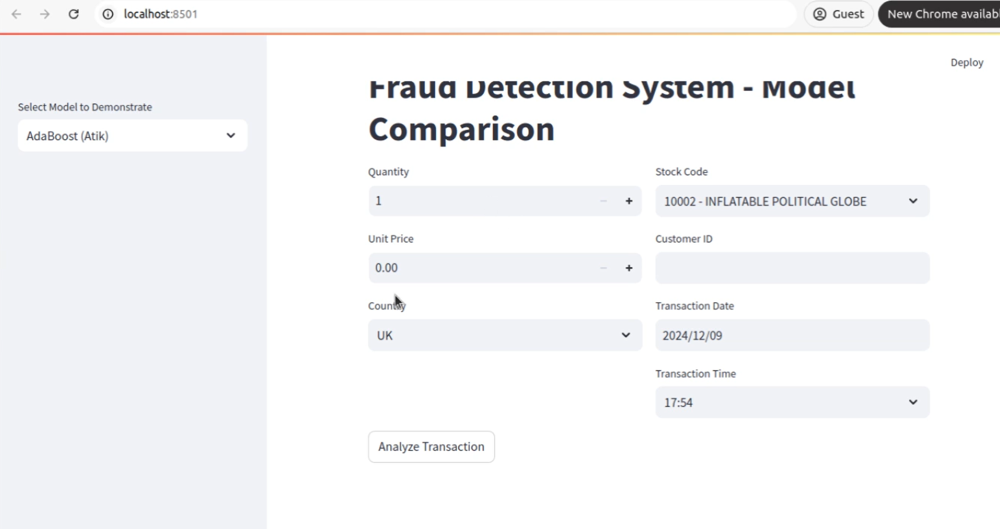 localhost:8501
Guest
New Chrome availabl
Deploy
Select Model to Demonstrate
AdaBoost (Atik)
Fraud Detection System - Model
Comparison
Quantity
1
Stock Code
10002 - INFLATABLE POLITICAL GLOBE
Unit Price
0.00
Customer ID
Country
UK
Transaction Date
2024/12/09
Transaction Time
17:54
Analyze Transaction